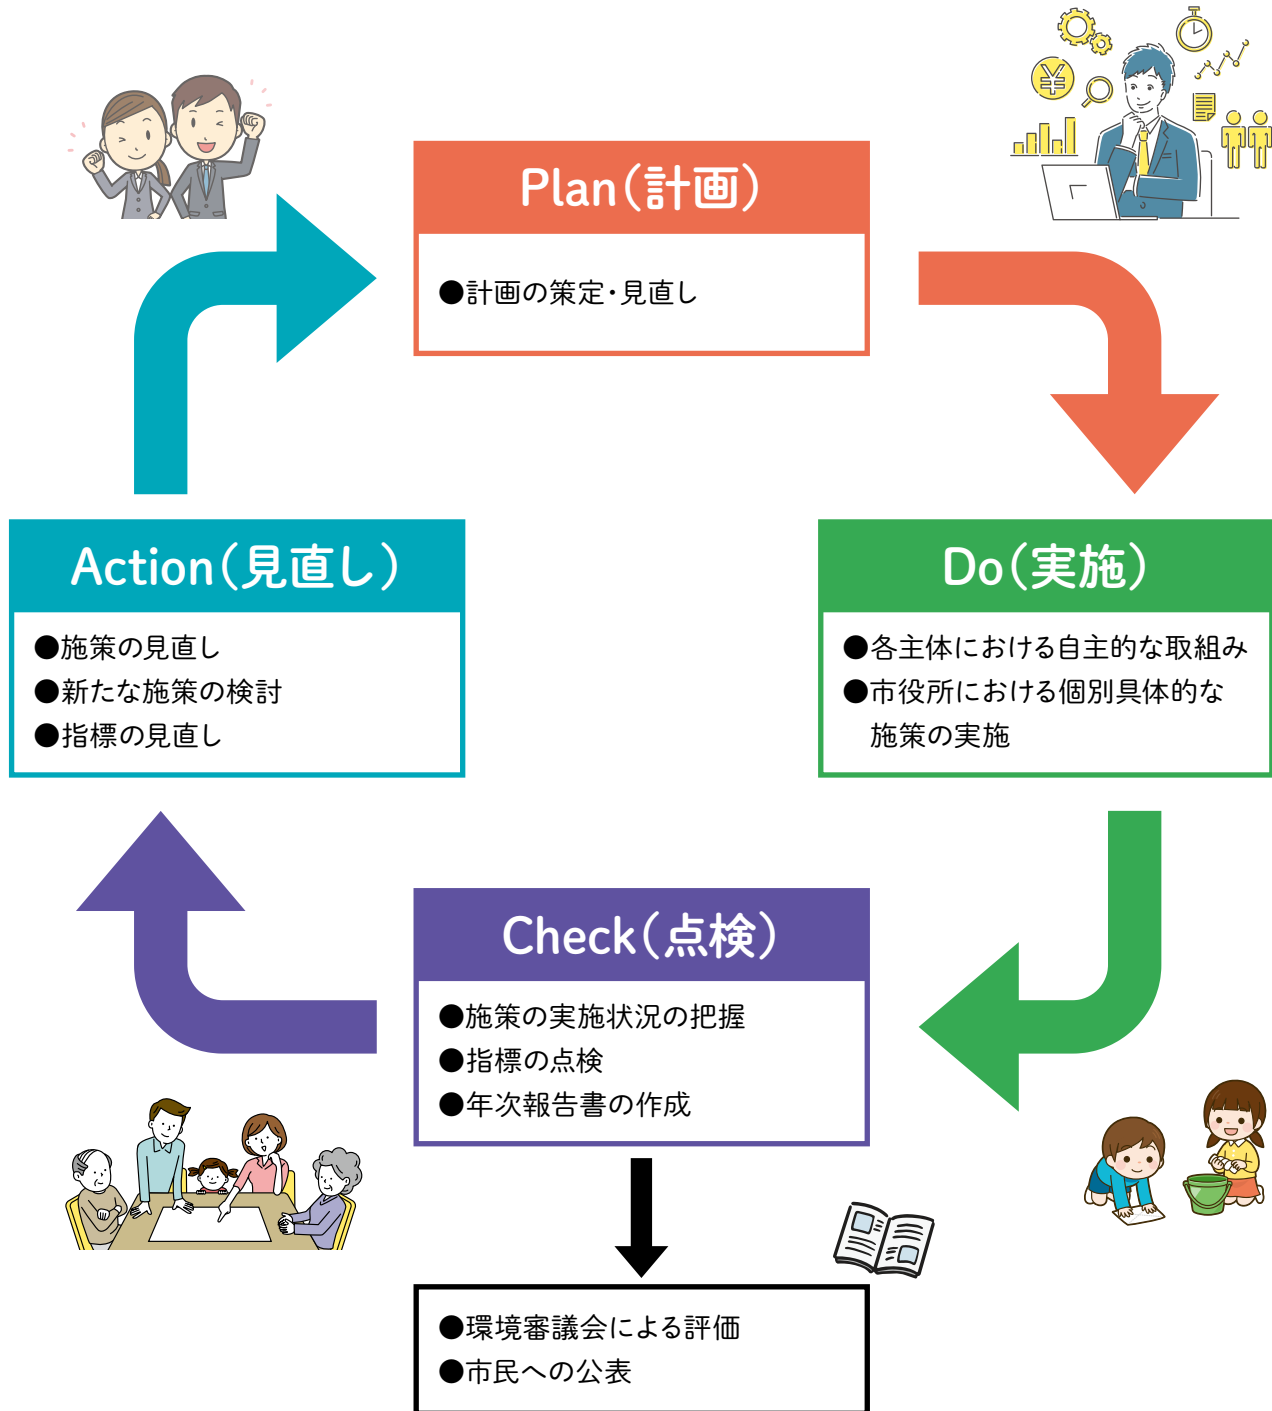 Plan(計画)
●計画の策定・見直し
Do(実施)
●各主体における自主的な取組み
●市役所における個別具体的な
施策の実施
Check(点検)
●施策の実施状況の把握
●指標の点検
●年次報告書の作成
Action(見直し)
●施策の見直し
●新たな施策の検討
●指標の見直し
●環境審議会による評価
●市民への公表
¥